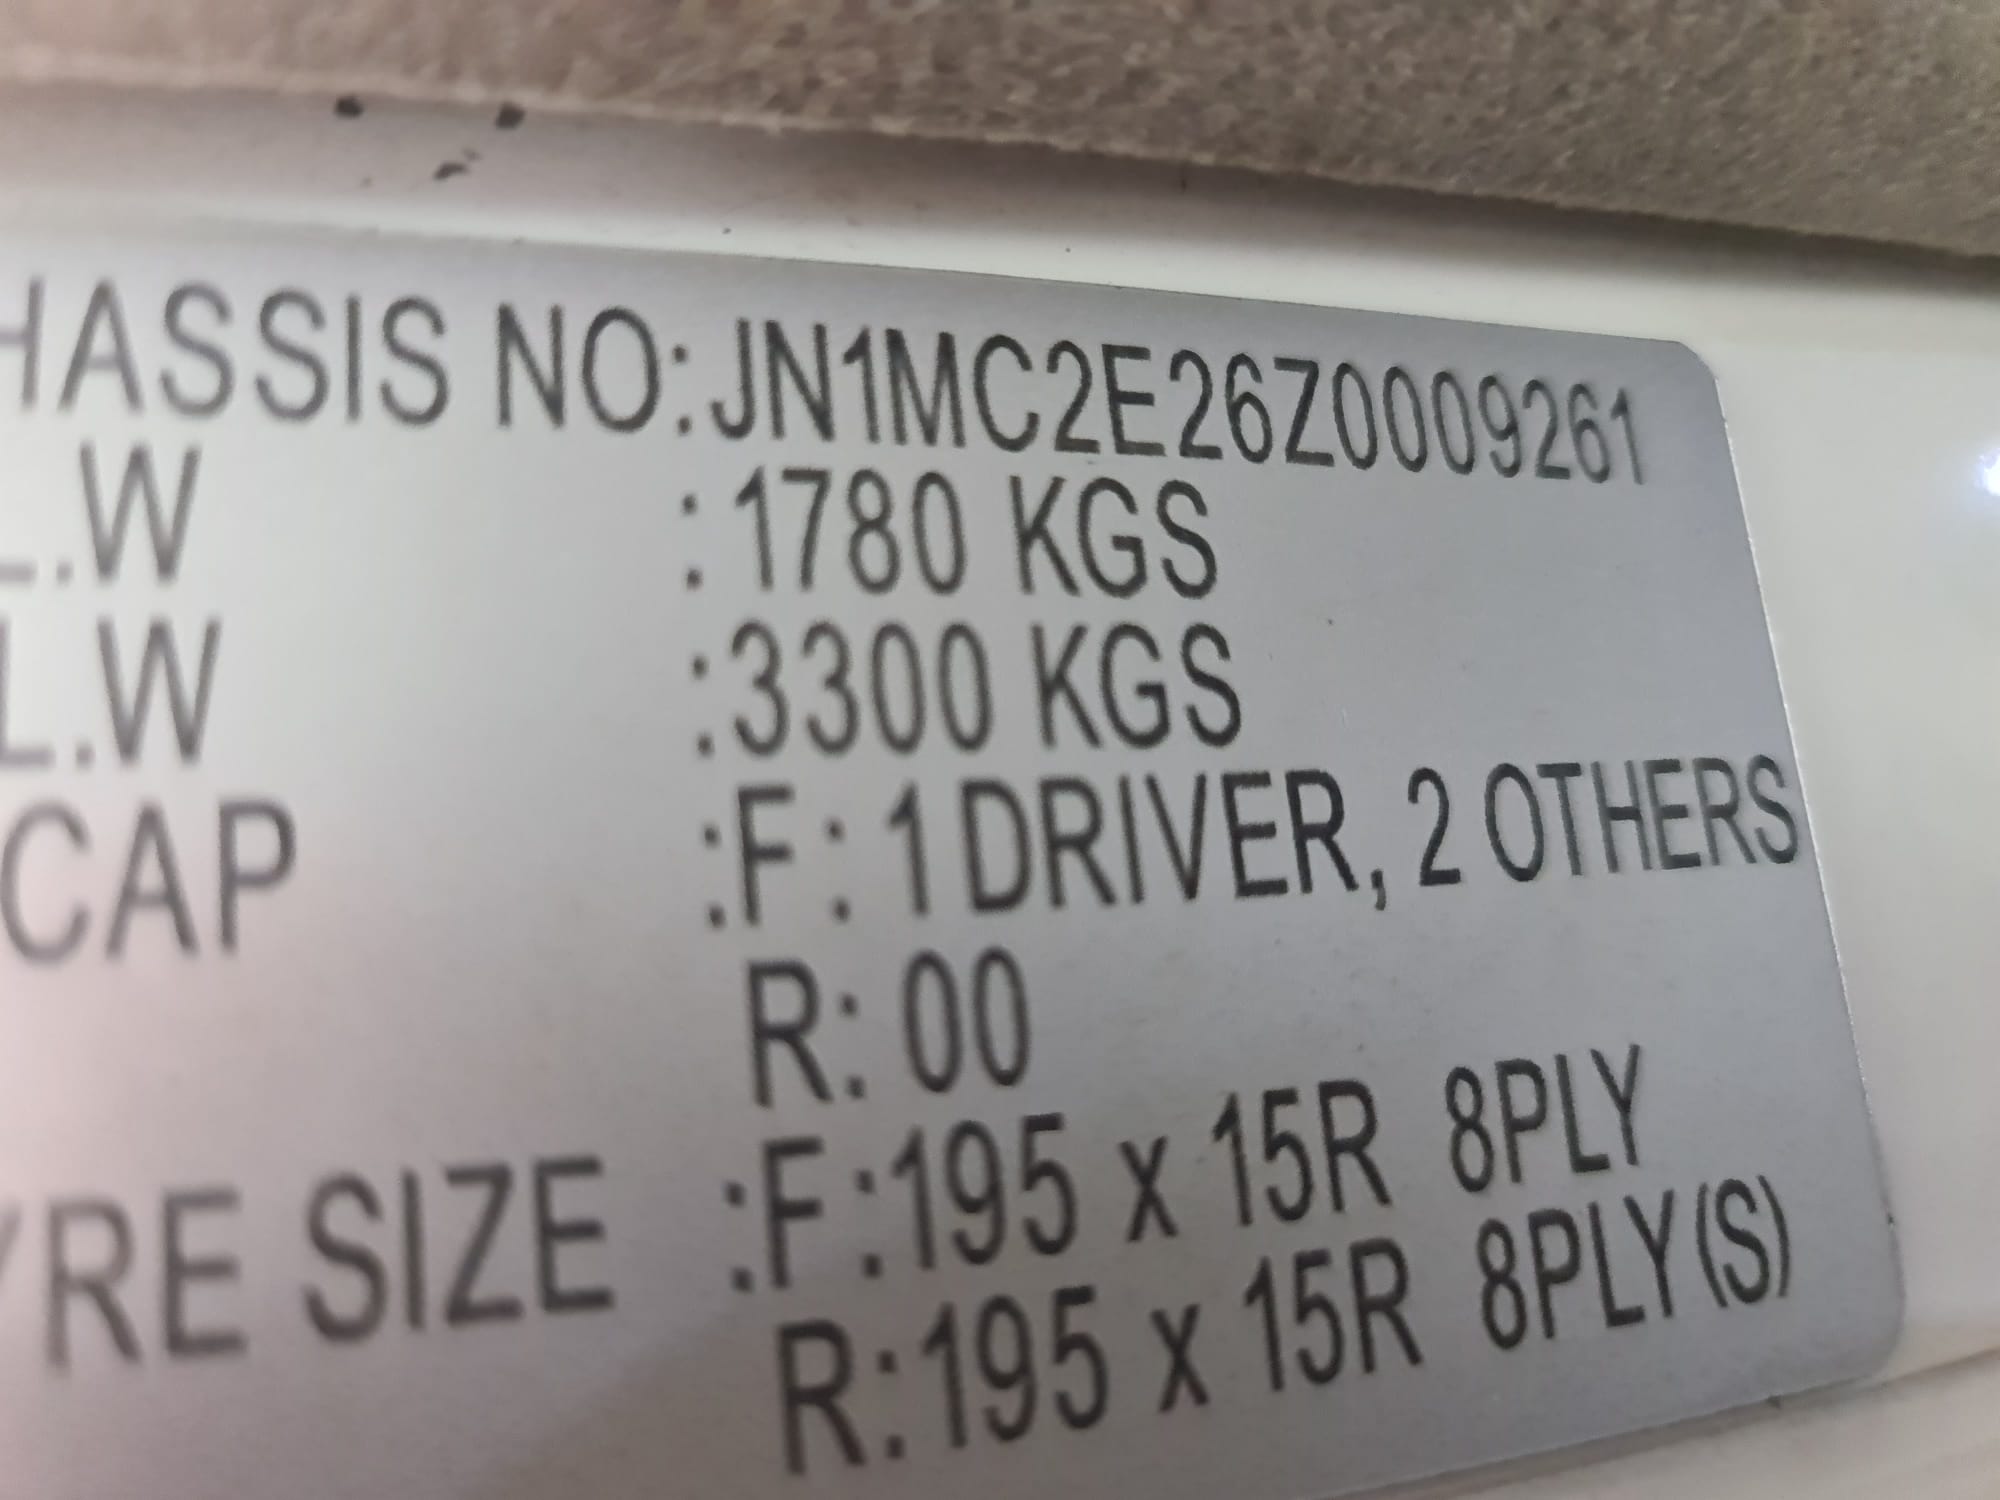 HASSIS NO: JN1MC2E26Z0009261
L.W : 1780 KGS
L.W : 3300 KGS
CAP : F : 1 DRIVER, 2 OTHERS
R: 00
YRE SIZE : F : 195 x 15R 8PLY
R: 195 x 15R 8PLY (S)